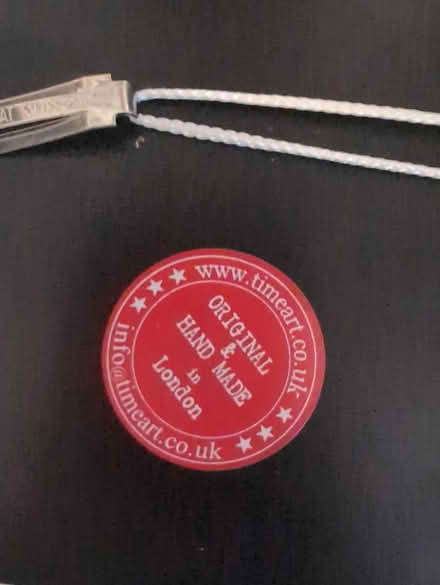 www.timeart.co.uk
ORIGINAL
&
HAND MADE
in
London
info@timeart.co.uk